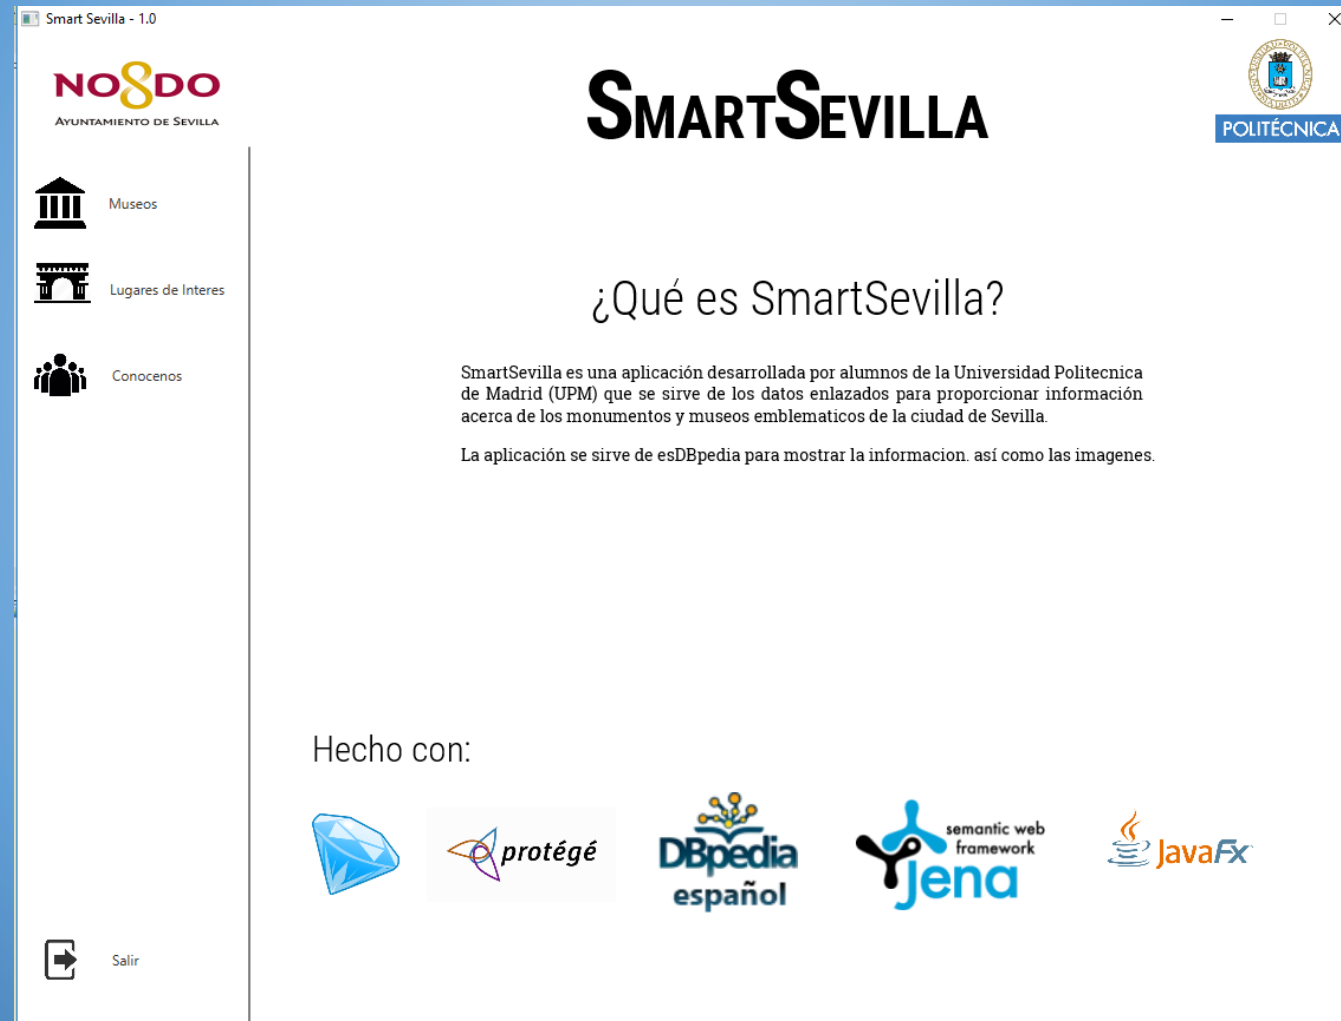 Smart Sevilla - 1.0
NO8DO
AYUNTAMIENTO DE SEVILLA
SMARTSEVILLA
POLITÉCNICA
Museos
Lugares de Interes
Conocenos
¿Qué es SmartSevilla?
SmartSevilla es una aplicación desarrollada por alumnos de la Universidad Politecnica
de Madrid (UPM) que se sirve de los datos enlazados para proporcionar información
acerca de los monumentos y museos emblematicos de la ciudad de Sevilla.
La aplicación se sirve de esDBpedia para mostrar la informacion. así como las imagenes.
Hecho con:
protégé
DBpedia
español
semantic web
framework
Jena
JavaFX
Salir